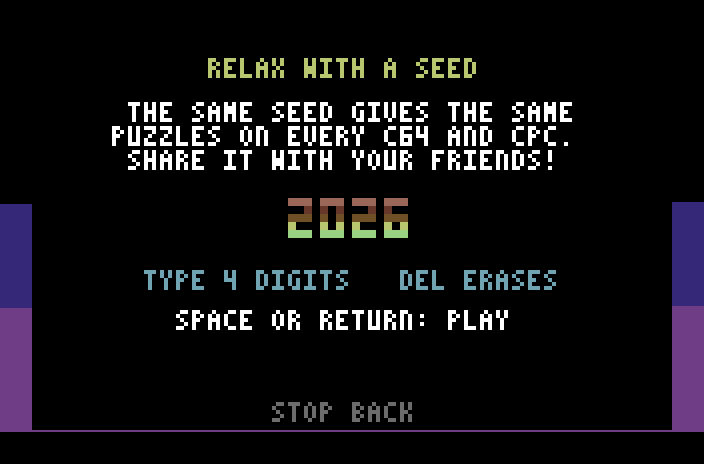 RELAX WITH A SEED
THE SAME SEED GIVES THE SAME
PUZZLES ON EVERY C64 AND CPC.
SHARE IT WITH YOUR FRIENDS!
2026
TYPE 4 DIGITS   DEL ERASES
SPACE OR RETURN: PLAY
STOP BACK